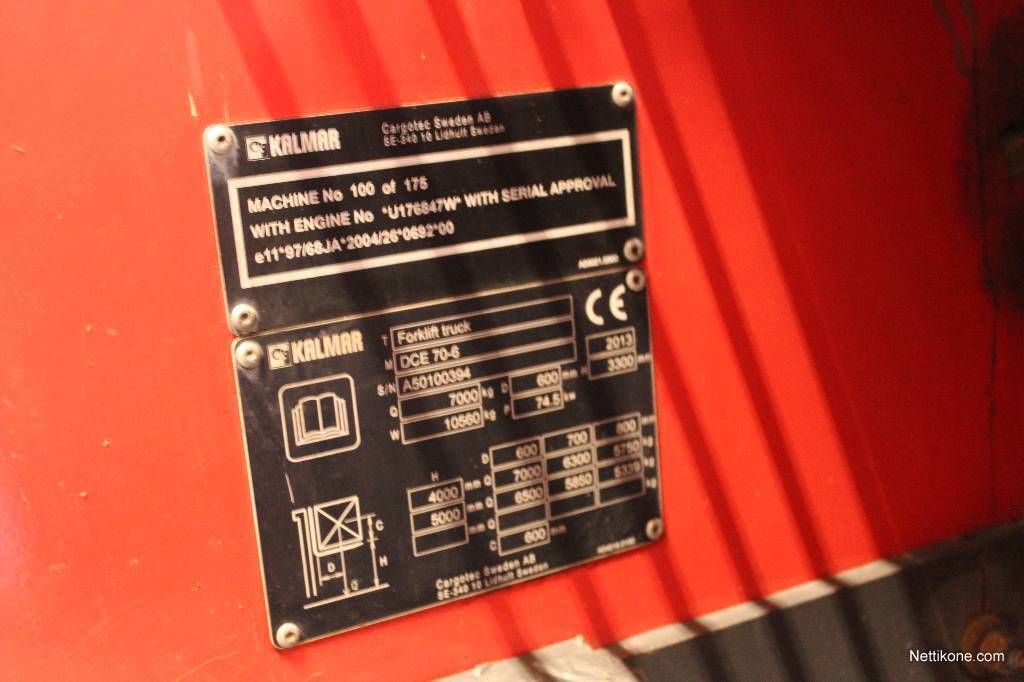 KALMAR
Cargotec Sweden AB
SE-340 10 Lidhult Sweden
MACHINE No 100 of 175
WITH ENGINE No *U176847W* WITH SERIAL APPROVAL
e11*97/68JA*2004/26*0692*00
KALMAR
CE
T Forklift truck
M DCE 70-6 2013
S/N A50100394 H 3300 mm
Q 7000 kg D 600 mm
W 10560 kg P 74.5 kw
H D 600 700 800 mm
4000 mm Q 7000 6300 5750 kg
5000 mm Q 6500 5850 kg
mm Q kg
C 600 mm
C
H
D
Cargotec Sweden AB
SE-340 10 Lidhult Sweden
Nettikone.com